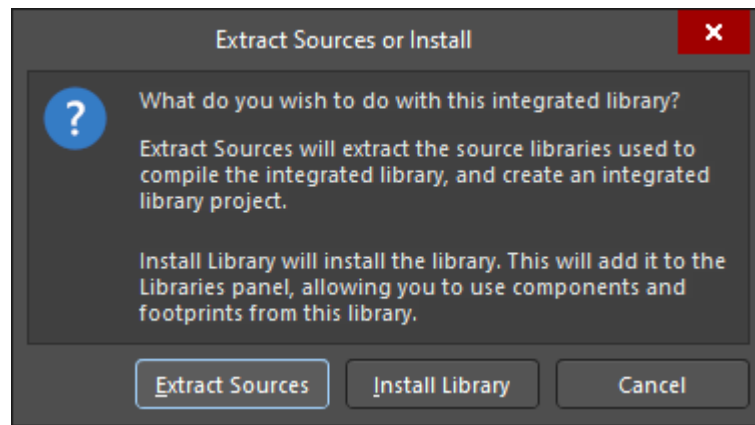 Extract Sources or Install
What do you wish to do with this integrated library?
Extract Sources will extract the source libraries used to
compile the integrated library, and create an integrated
library project.
Install Library will install the library. This will add it to the
Libraries panel, allowing you to use components and
footprints from this library.
Extract Sources Install Library Cancel